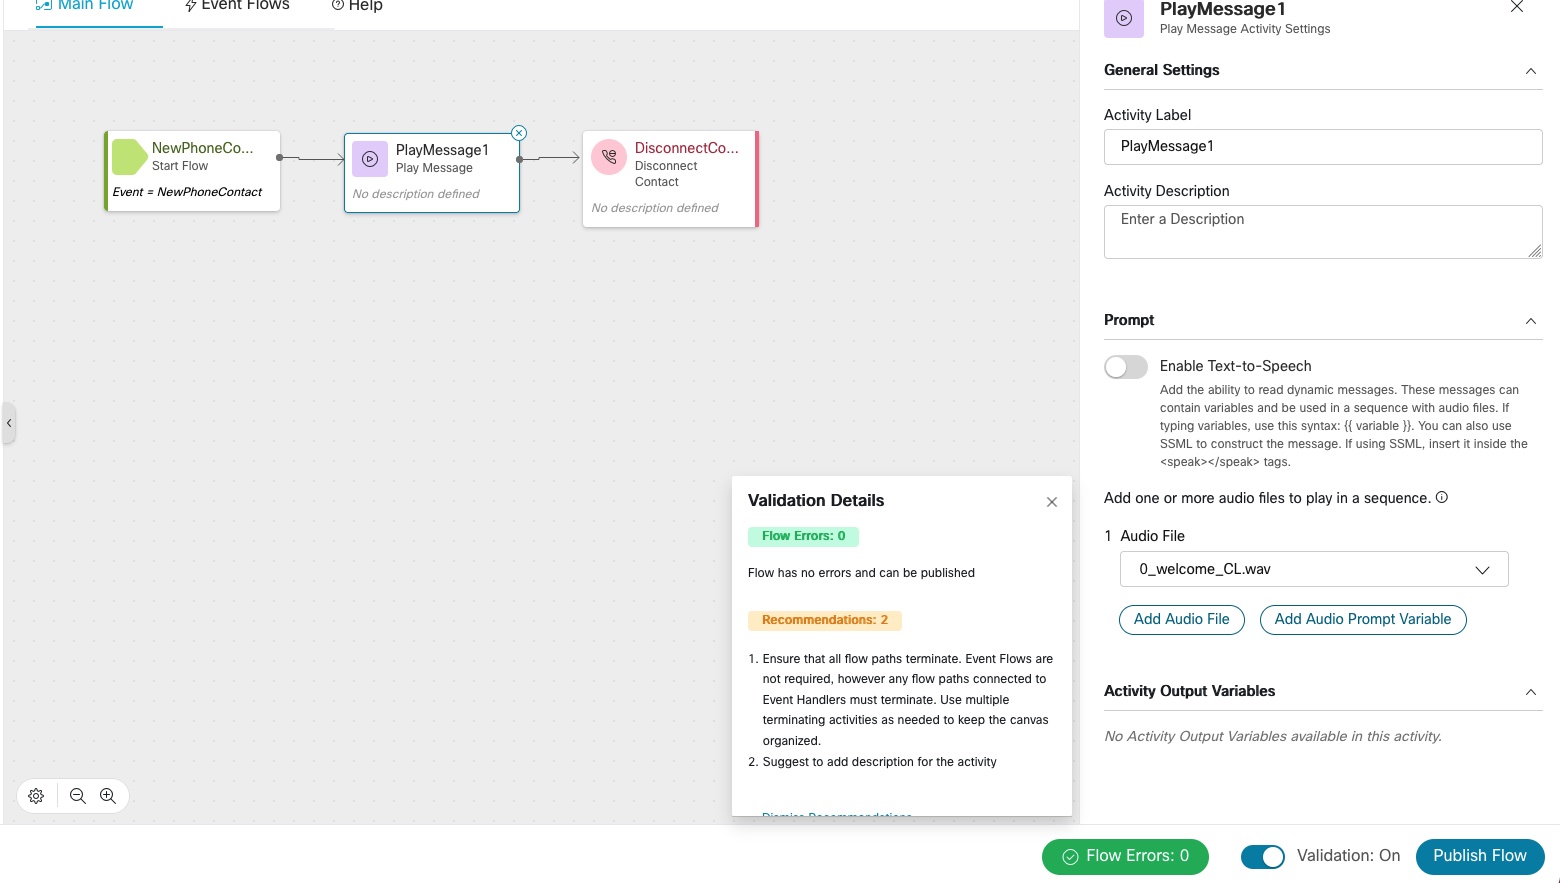 Main Flow
Event Flows
Help
NewPhoneCo...
Start Flow
Event = NewPhoneContact
PlayMessage1
Play Message
No description defined
DisconnectCo...
Disconnect
Contact
No description defined
Validation Details
Flow Errors: 0
Flow has no errors and can be published
Recommendations: 2
1. Ensure that all flow paths terminate. Event Flows are
not required, however any flow paths connected to
Event Handlers must terminate. Use multiple
terminating activities as needed to keep the canvas
organized.
2. Suggest to add description for the activity
Dismiss Recommendations
PlayMessage1
Play Message Activity Settings
General Settings
Activity Label
PlayMessage1
Activity Description
Enter a Description
Prompt
Enable Text-to-Speech
Add the ability to read dynamic messages. These messages can
contain variables and be used in a sequence with audio files. If
typing variables, use this syntax: {{ variable }}. You can also use
SSML to construct the message. If using SSML, insert it inside the
<speak></speak> tags.
Add one or more audio files to play in a sequence.
1 Audio File
0_welcome_CL.wav
Add Audio File
Add Audio Prompt Variable
Activity Output Variables
No Activity Output Variables available in this activity.
Flow Errors: 0
Validation: On
Publish Flow